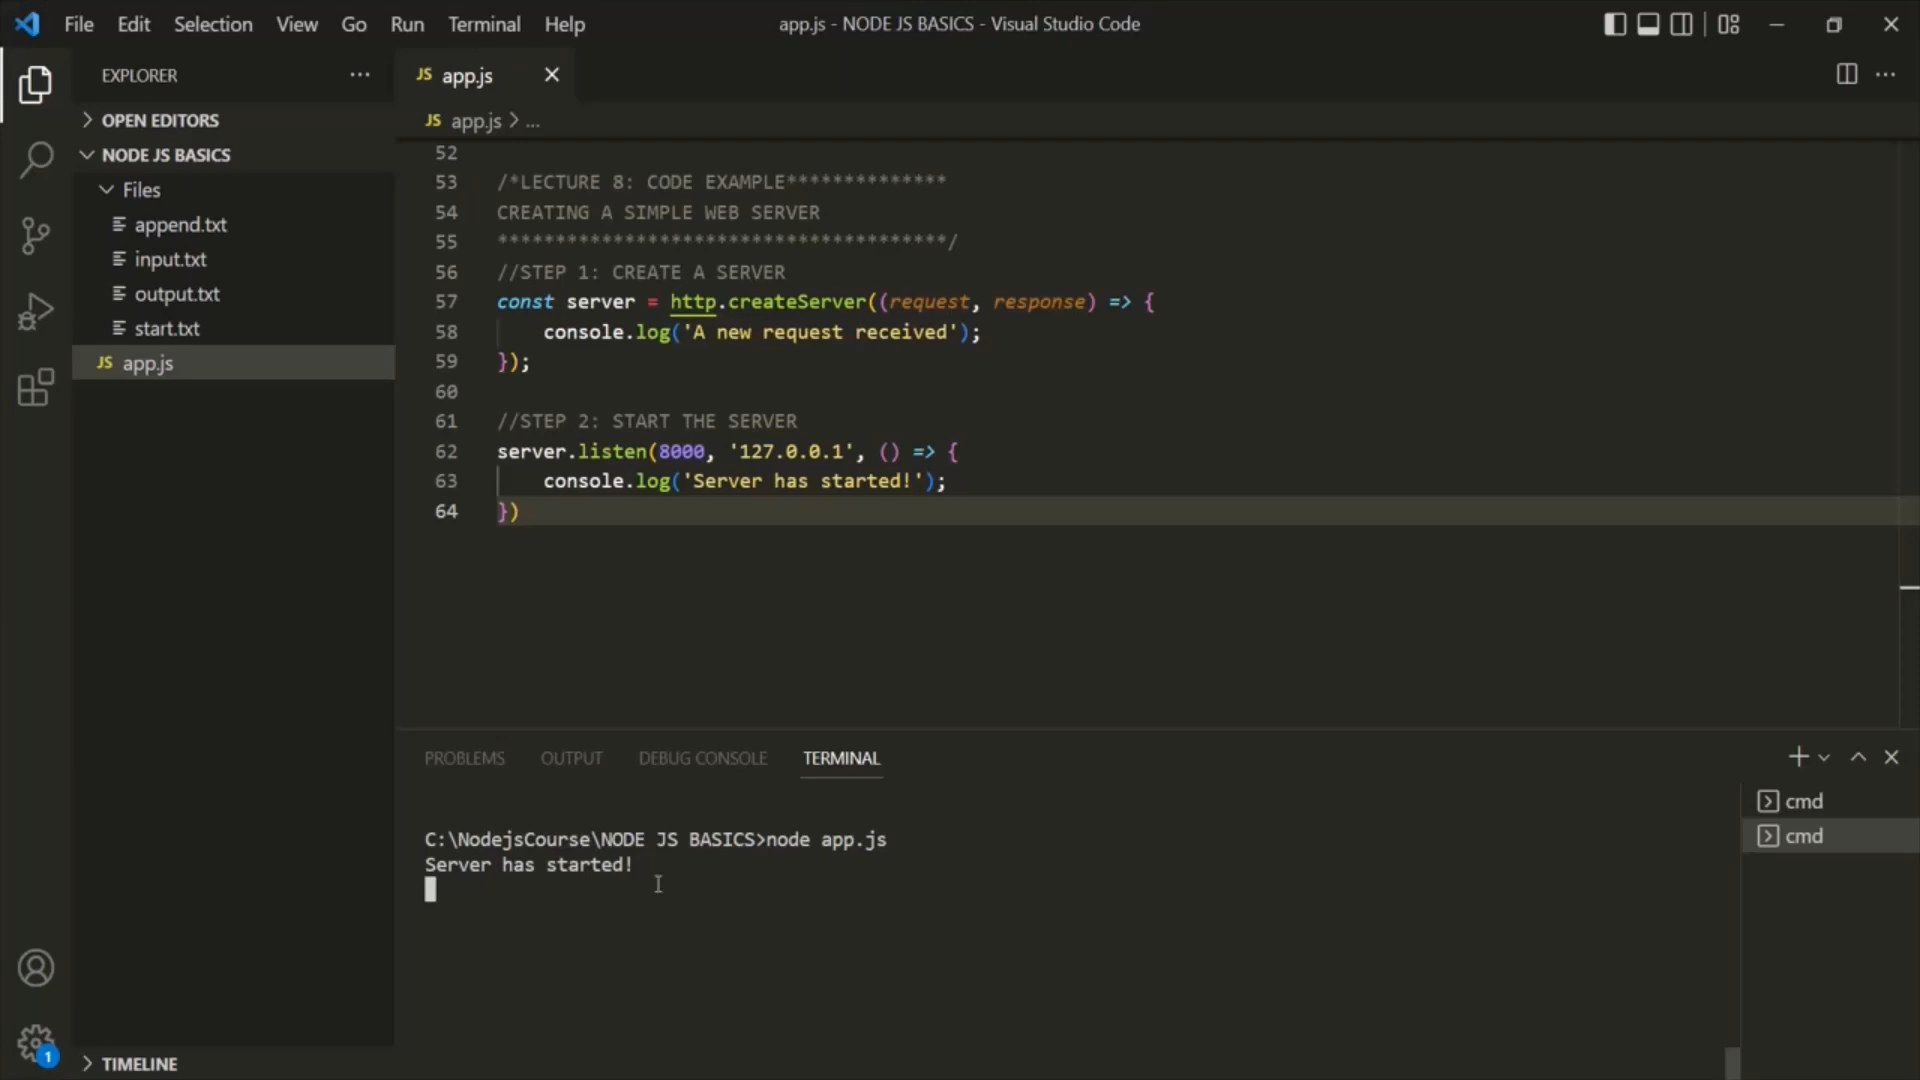 File Edit Selection View Go Run Terminal Help
app.js - NODE JS BASICS - Visual Studio Code
EXPLORER
OPEN EDITORS
NODE JS BASICS
Files
append.txt
input.txt
output.txt
start.txt
JS app.js
TIMELINE
1
JS app.js
JS app.js > ...
52
53 /*LECTURE 8: CODE EXAMPLE**************
54 CREATING A SIMPLE WEB SERVER
55 ***************************************/
56 //STEP 1: CREATE A SERVER
57 const server = http.createServer((request, response) => {
58 console.log('A new request received');
59 });
60
61 //STEP 2: START THE SERVER
62 server.listen(8000, '127.0.0.1', () => {
63 console.log('Server has started!');
64 })
PROBLEMS OUTPUT DEBUG CONSOLE TERMINAL
C:\NodejsCourse\NODE JS BASICS>node app.js
Server has started!
cmd
cmd